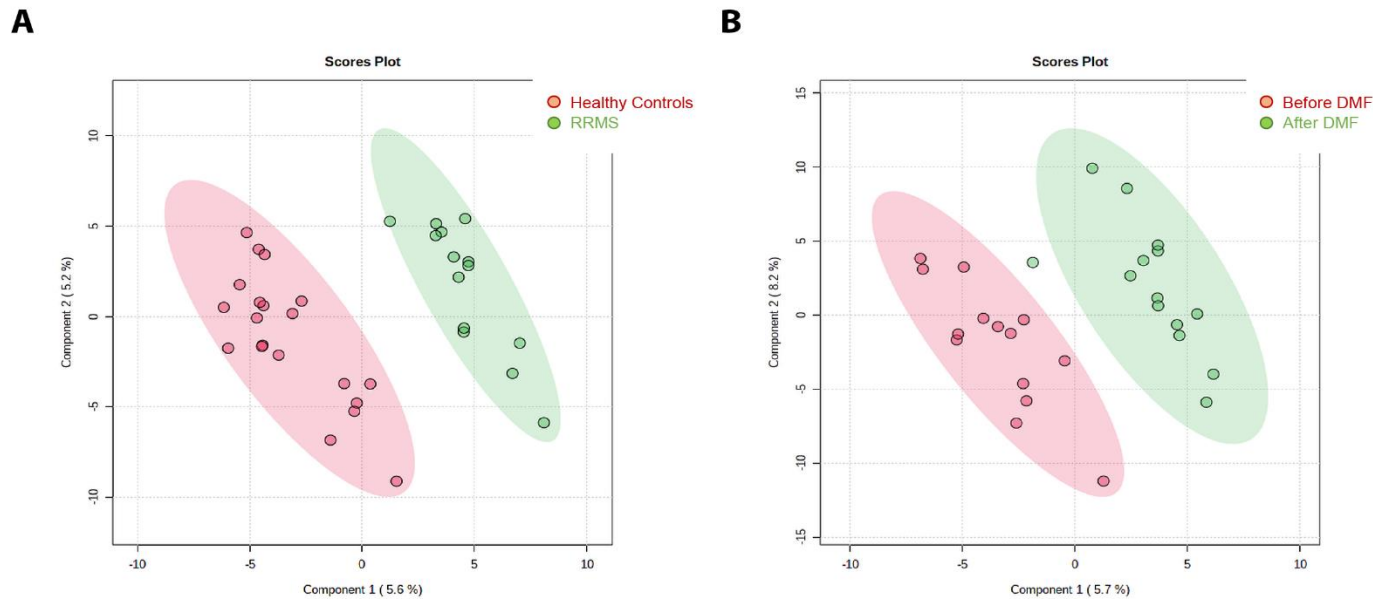 A
Scores Plot
Healthy Controls
RRMS
10
5
0
-5
-10
Component 2 ( 5.2 %)
-10
-5
0
5
10
Component 1 ( 5.6 %)
B
Scores Plot
Before DMF
After DMF
15
10
5
0
-5
-10
-15
Component 2 ( 8.2 %)
-10
-5
0
5
10
Component 1 ( 5.7 %)